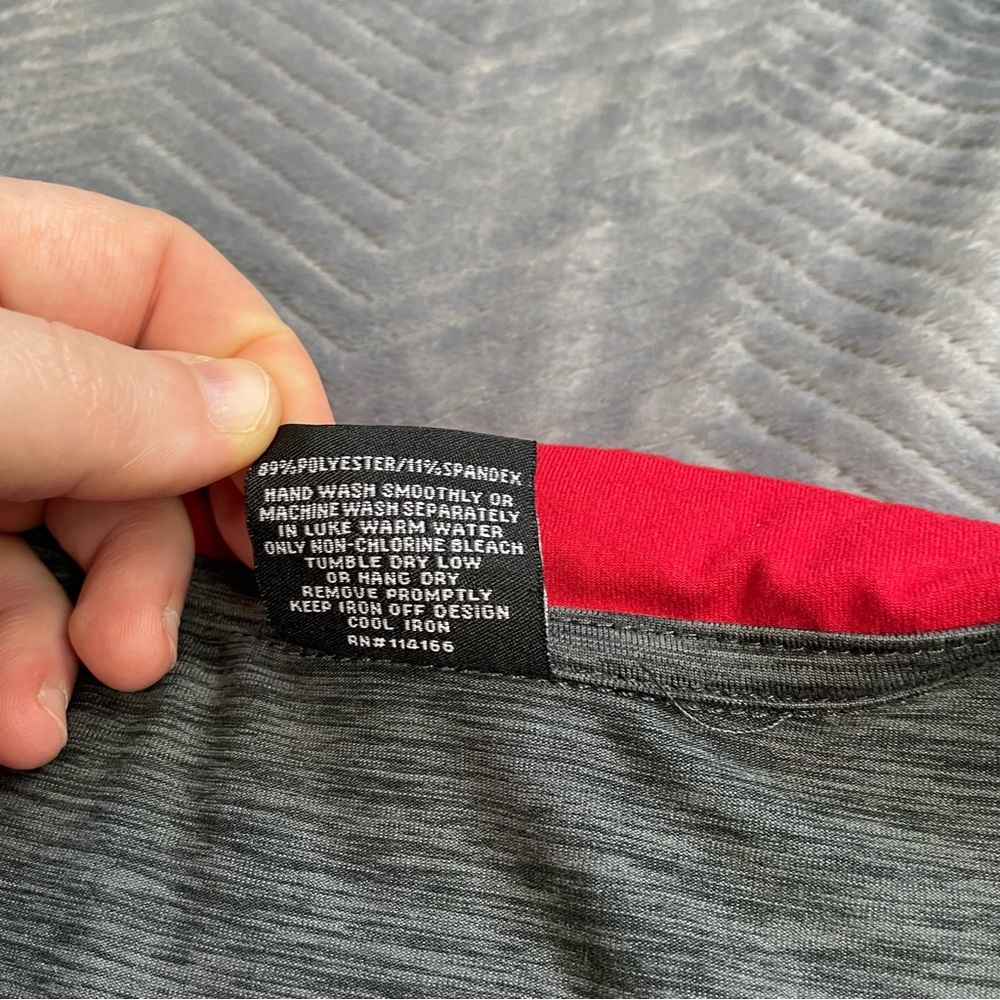 89%POLYESTER/11%SPANDEX
HAND WASH SMOOTHLY OR
MACHINE WASH SEPARATELY
IN LUKE WARM WATER
ONLY NON-CHLORINE BLEACH
TUMBLE DRY LOW
OR HANG DRY
REMOVE PROMPTLY
KEEP IRON OFF DESIGN
COOL IRON
RN#114166